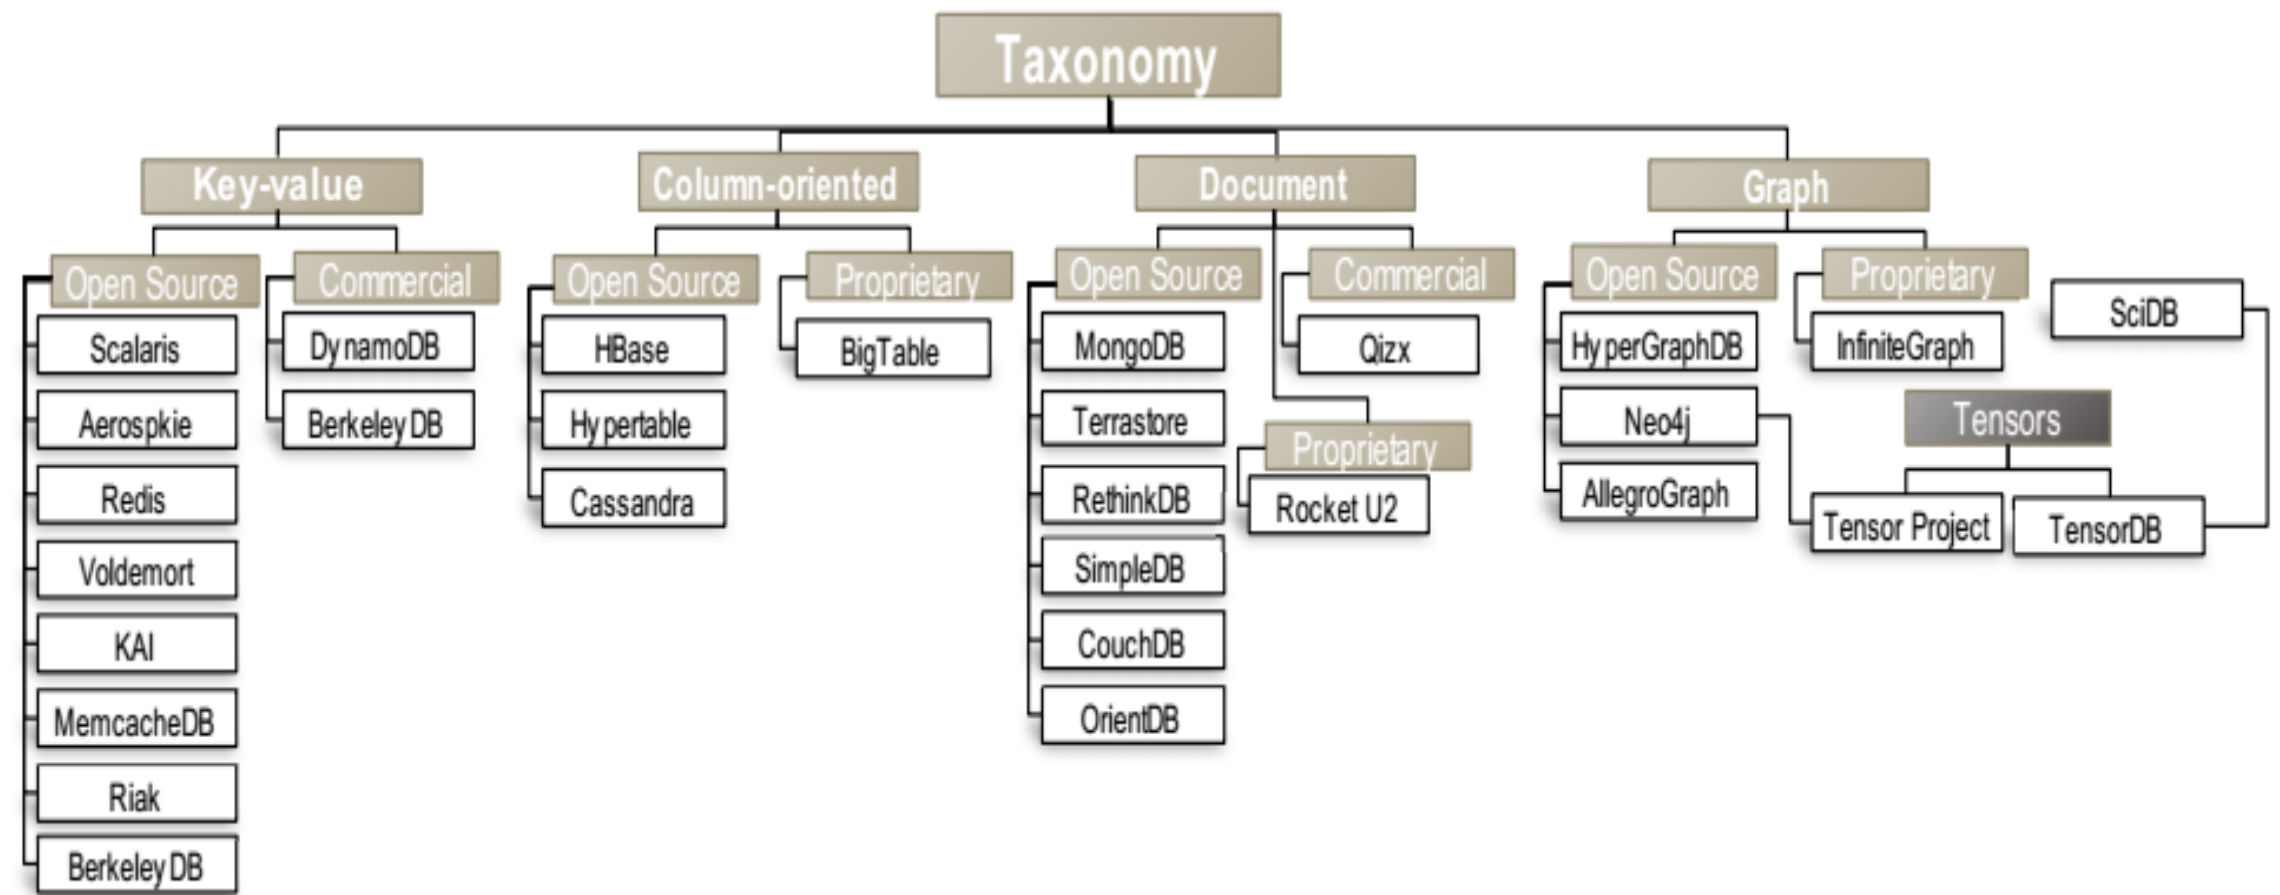 Taxonomy
Key-value
Column-oriented
Document
Graph
Open Source
Scalaris
Aerospkie
Redis
Voldemort
KAI
MemcacheDB
Riak
Berkeley DB
Commercial
DynamoDB
Berkeley DB
Open Source
HBase
Hypertable
Cassandra
Proprietary
BigTable
Open Source
MongoDB
Terrastore
RethinkDB
SimpleDB
CouchDB
OrientDB
Commercial
Qizx
Proprietary
Rocket U2
Open Source
HyperGraphDB
Neo4j
AllegroGraph
Proprietary
InfiniteGraph
SciDB
Tensors
Tensor Project
TensorDB